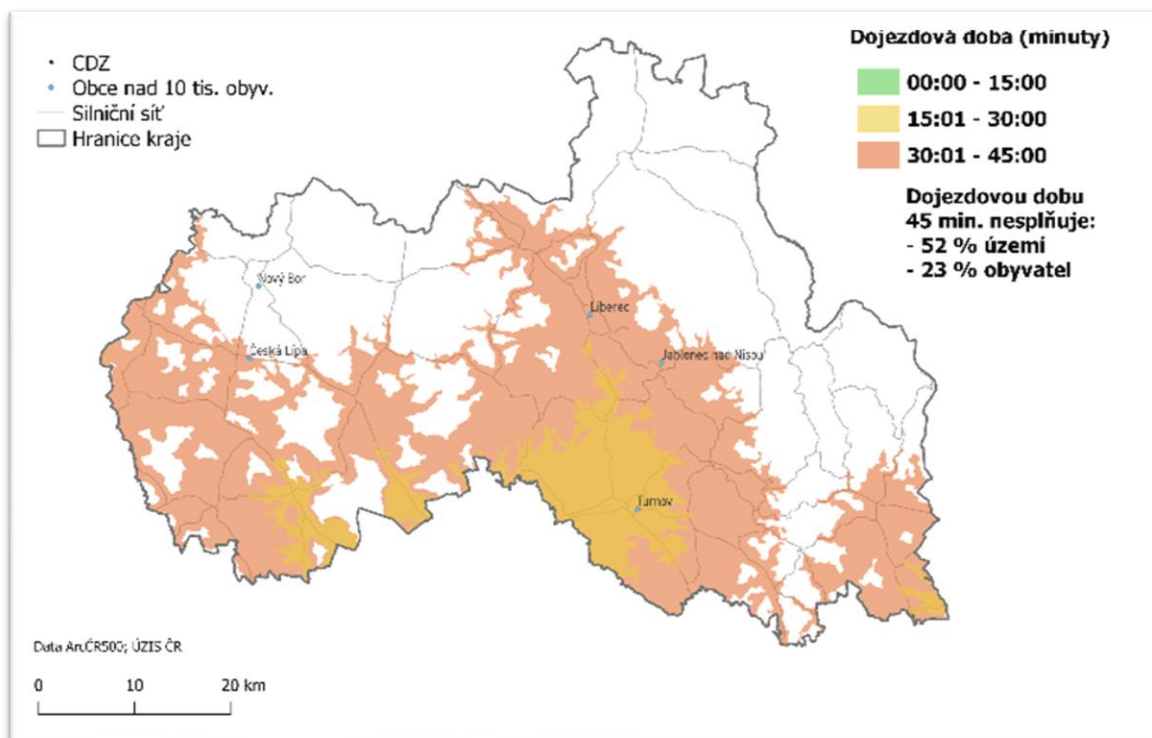 CDZ
Obce nad 10 tis. obyv.
Silniční síť
Hranice kraje
Dojezdová doba (minuty)
00:00 - 15:00
15:01 - 30:00
30:01 - 45:00
Dojezdovou dobu
45 min. nesplňuje:
- 52 % území
- 23 % obyvatel
Nový Bor
Liberec
Česká Lípa
Jablonec nad Nisou
Turnov
Data ArcČR500; ÚZIS ČR
0 10 20 km